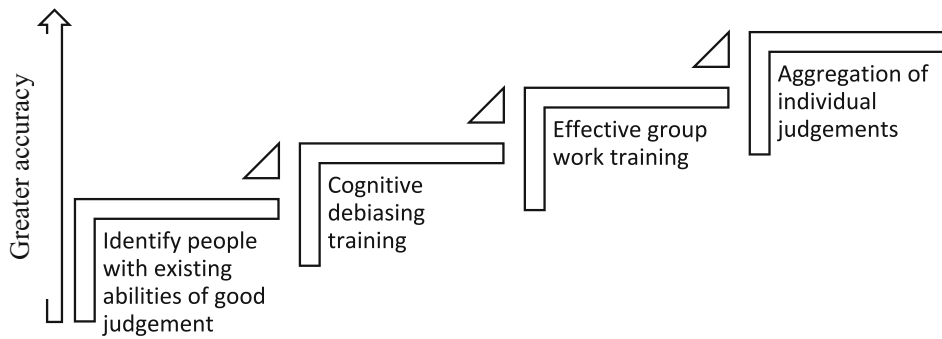 Greater accuracy
Identify people
with existing
abilities of good
judgement
Cognitive
debiasing
training
Effective group
work training
Aggregation of
individual
judgements